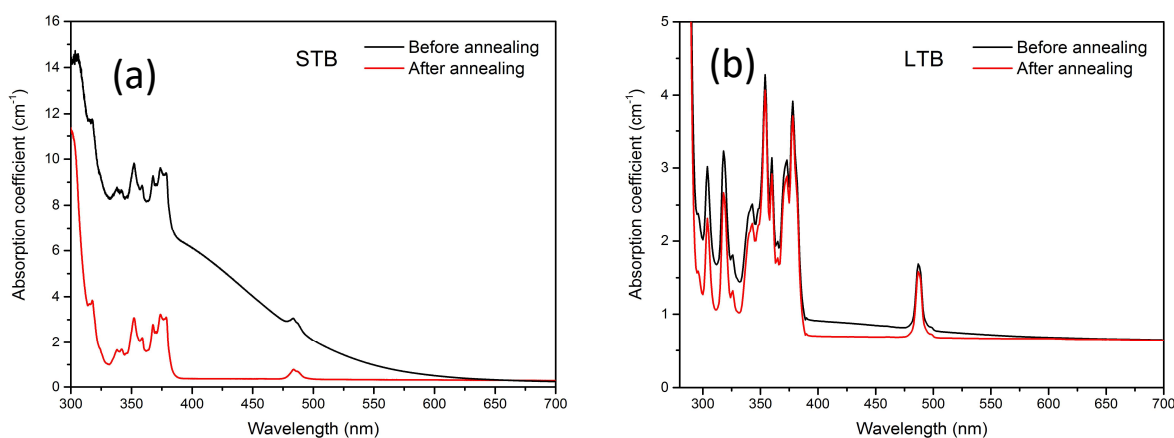 (a)
STB
Before annealing
After annealing
Absorption coefficient (cm⁻¹)
16
14
12
10
8
6
4
2
0
300 350 400 450 500 550 600 650 700
Wavelength (nm)
(b)
LTB
Before annealing
After annealing
Absorption coefficient (cm⁻¹)
5
4
3
2
1
0
300 350 400 450 500 550 600 650 700
Wavelength (nm)